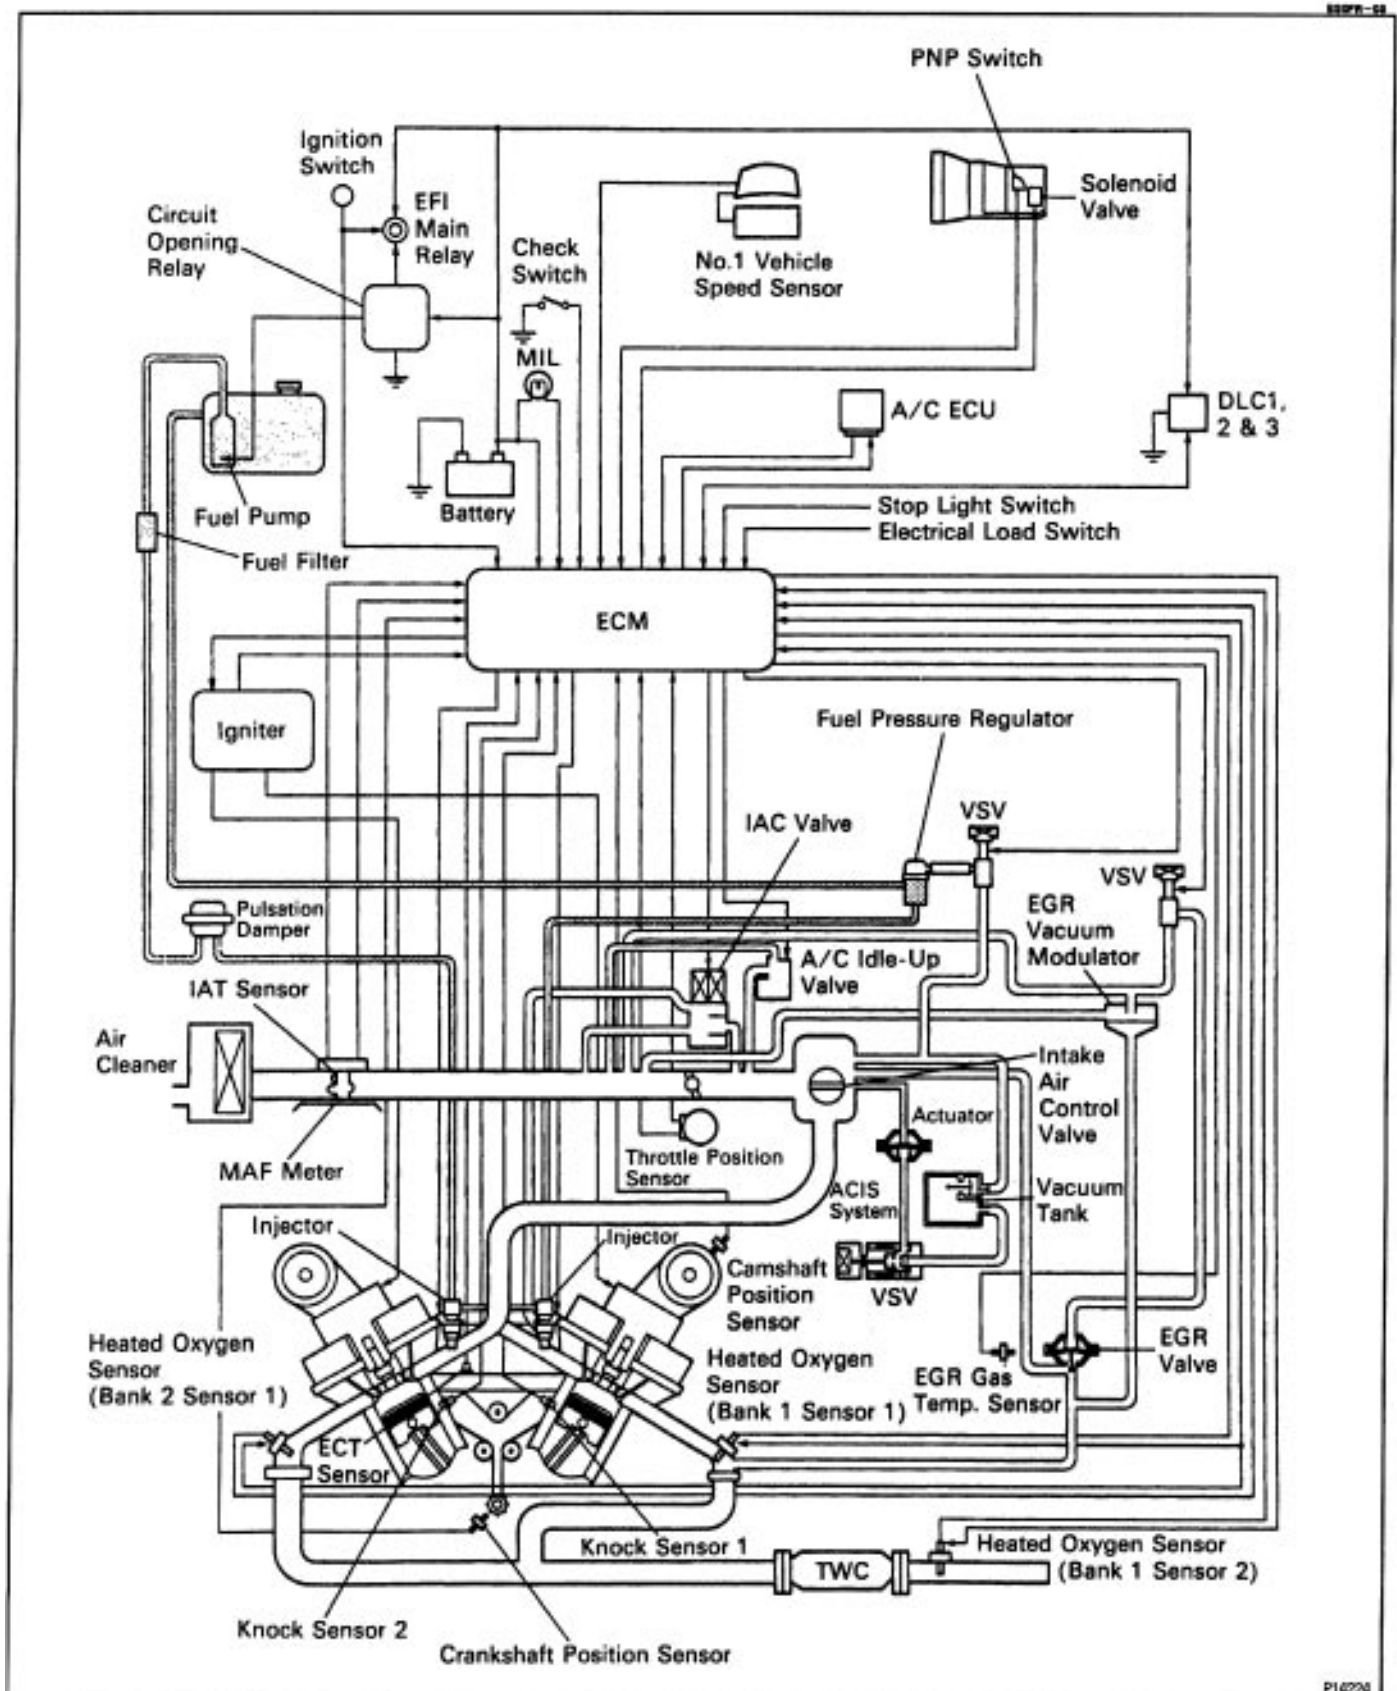 PNP Switch
Ignition
Switch
EFI
Main
Relay
Circuit
Opening
Relay
Check
Switch
No.1 Vehicle
Speed Sensor
Solenoid
Valve
MIL
A/C ECU
DLC1,
2 & 3
Battery
Stop Light Switch
Electrical Load Switch
Fuel Pump
Fuel Filter
ECM
Igniter
Fuel Pressure Regulator
VSV
IAC Valve
VSV
EGR
Vacuum
Modulator
Pulsation
Damper
A/C Idle-Up
Valve
IAT Sensor
Air
Cleaner
Intake
Air
Control
Valve
Actuator
MAF Meter
Throttle Position
Sensor
ACIS
System
Vacuum
Tank
Injector
Injector
Camshaft
Position
Sensor
VSV
Heated Oxygen
Sensor
(Bank 2 Sensor 1)
Heated Oxygen
Sensor
(Bank 1 Sensor 1)
EGR Gas
Temp. Sensor
EGR
Valve
ECT
Sensor
Knock Sensor 1
Heated Oxygen Sensor
(Bank 1 Sensor 2)
TWC
Knock Sensor 2
Crankshaft Position Sensor
P14224